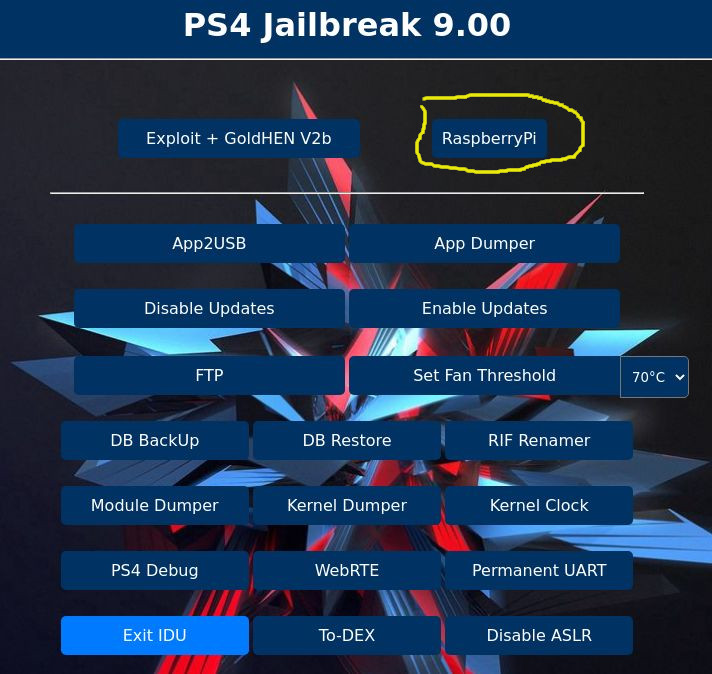 PS4 Jailbreak 9.00
Exploit + GoldHEN V2b
RaspberryPi
App2USB
App Dumper
Disable Updates
Enable Updates
FTP
Set Fan Threshold
70°C
DB BackUp
DB Restore
RIF Renamer
Module Dumper
Kernel Dumper
Kernel Clock
PS4 Debug
WebRTE
Permanent UART
Exit IDU
To-DEX
Disable ASLR